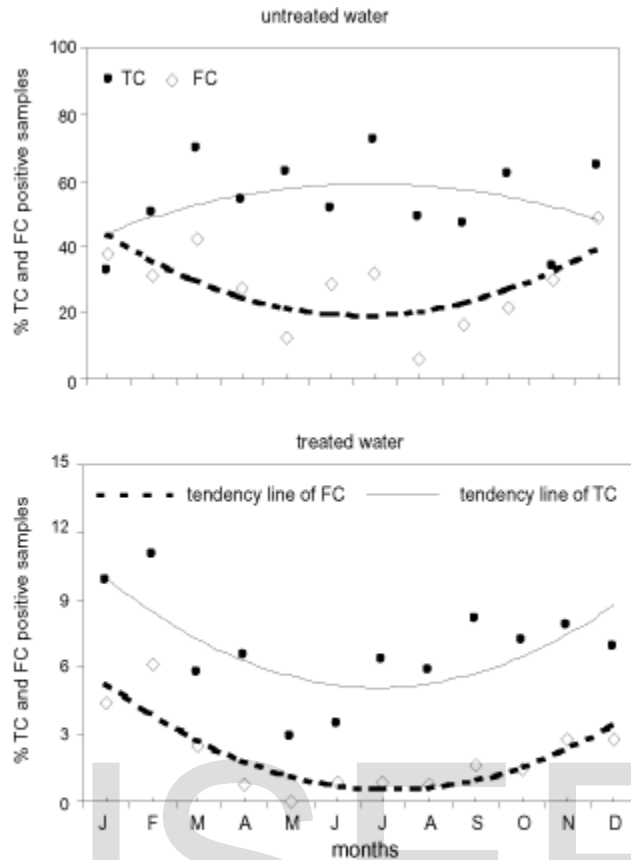 untreated water
% TC and FC positive samples
100
TC FC
80
60
40
20
0
treated water
% TC and FC positive samples
15
tendency line of FC tendency line of TC
12
9
6
3
0
J F M A M J J A S O N D
months
ISEE